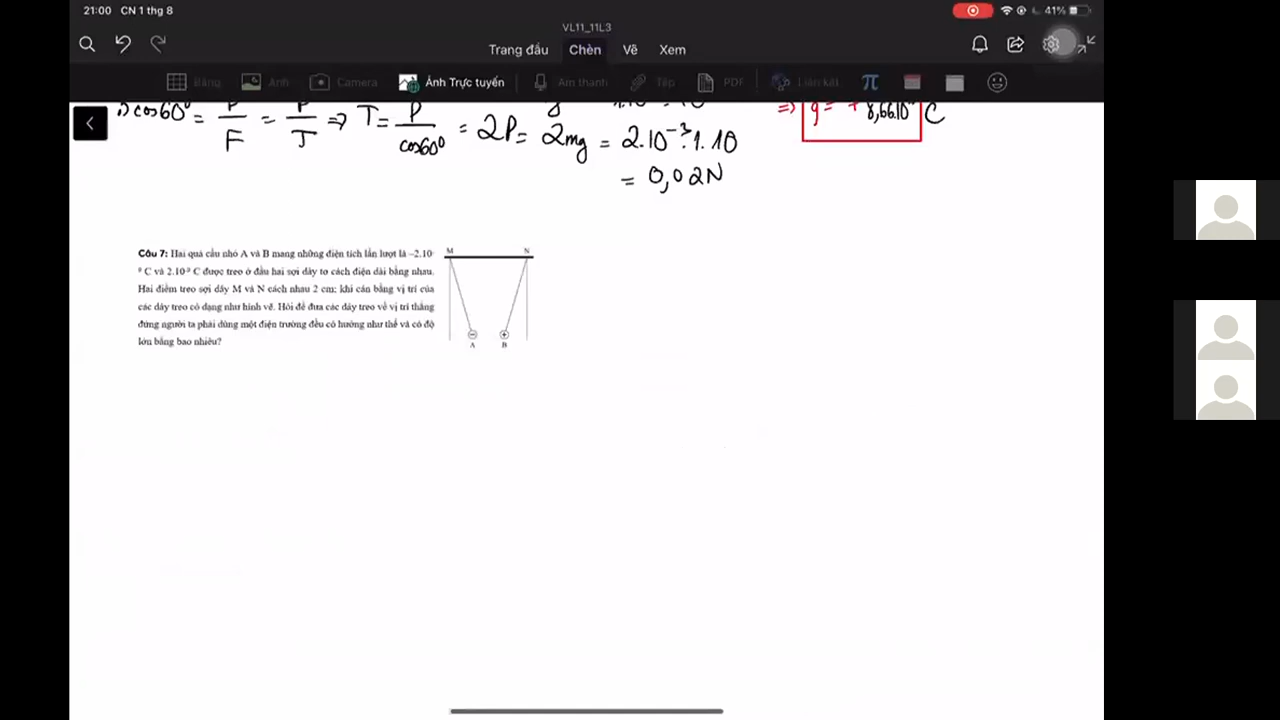 21:00 CN 1 thg 8
41%
VL11_11L3
Trang đầu Chèn Vẽ Xem
Bảng Ảnh Camera Ảnh Trực tuyến Âm thanh Tệp PDF Liên kết
cos60° = P/F = P/T => T = P/cos60° = 2P = 2mg = 2.10⁻³.1.10
= 0,02N
=> q = + 8,66.10 C
Câu 7: Hai quả cầu nhỏ A và B mang những điện tích lần lượt là −2.10⁻
⁹ C và 2.10⁻⁹ C được treo ở đầu hai sợi dây tơ cách điện dài bằng nhau.
Hai điểm treo sợi dây M và N cách nhau 2 cm; khi cân bằng vị trí của
các dây treo có dạng như hình vẽ. Hỏi để đưa các dây treo về vị trí thẳng
đứng người ta phải dùng một điện trường đều có hướng như thế và có độ
lớn bằng bao nhiêu?
M N
A B